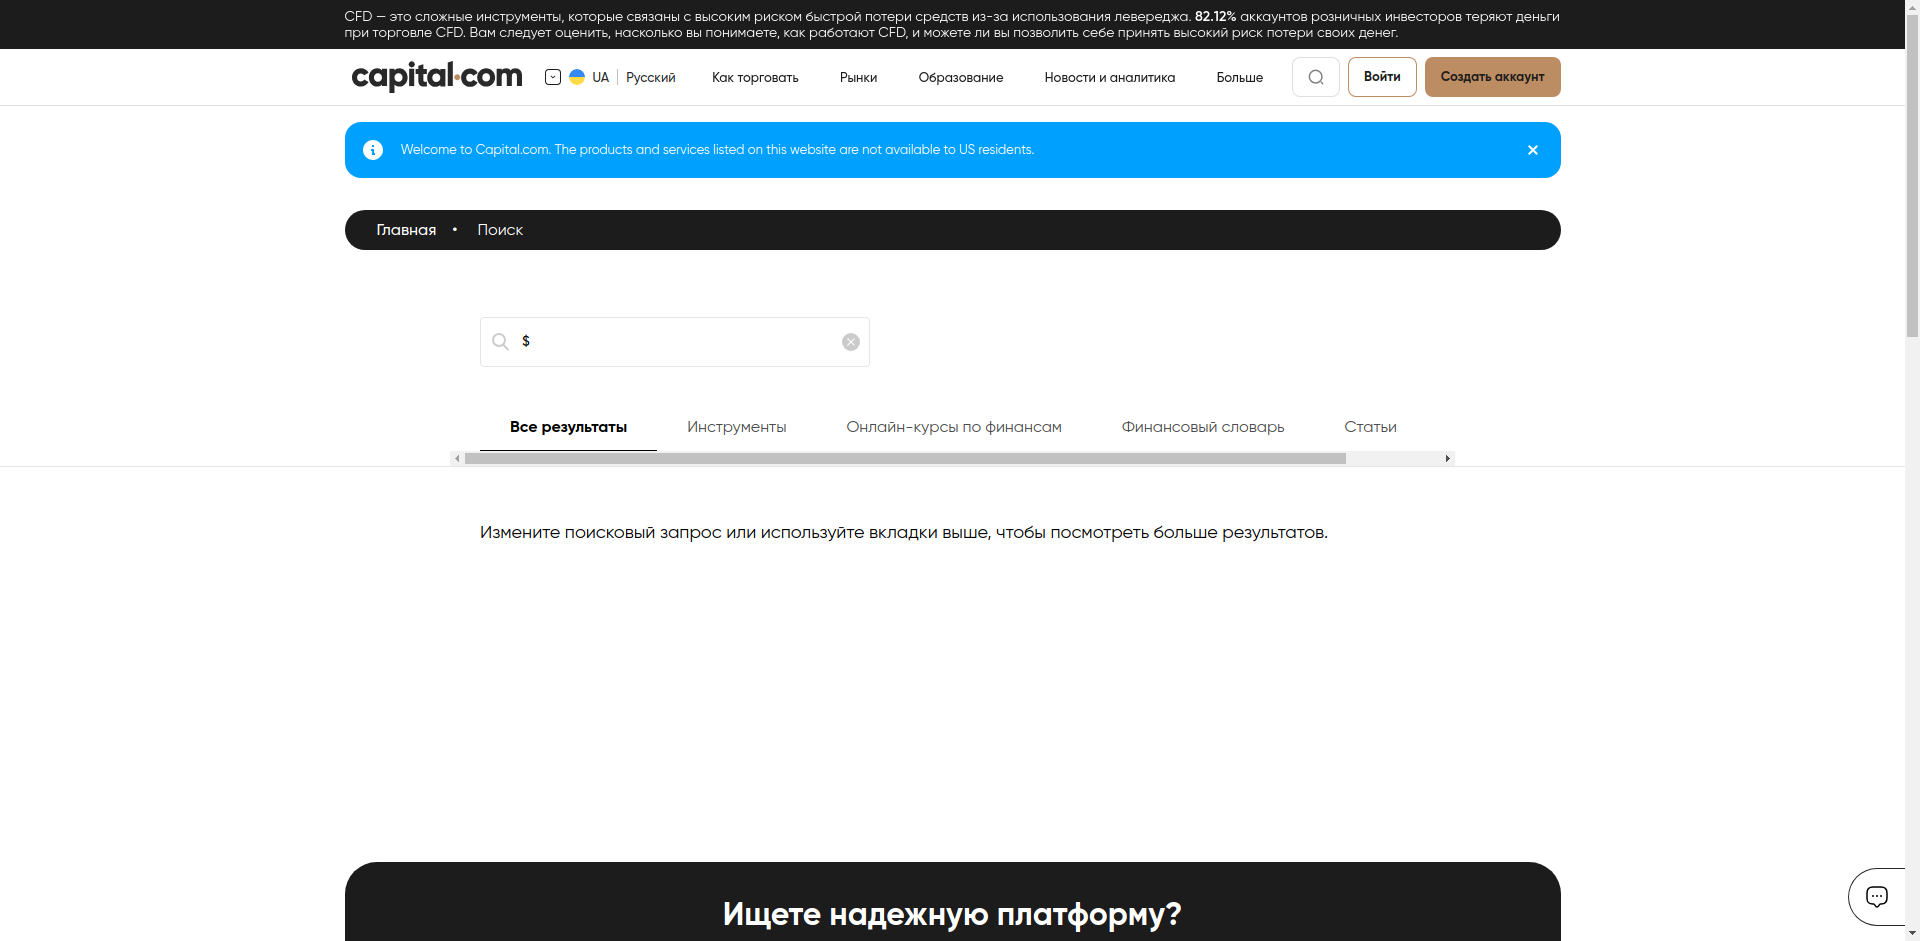 CFD — это сложные инструменты, которые связаны с высоким риском быстрой потери средств из-за использования левереджа. 82.12% аккаунтов розничных инвесторов теряют деньги
при торговле CFD. Вам следует оценить, насколько вы понимаете, как работают CFD, и можете ли вы позволить себе принять высокий риск потери своих денег.
capital.com UA Русский Как торговать Рынки Образование Новости и аналитика Больше Войти Создать аккаунт
Welcome to Capital.com. The products and services listed on this website are not available to US residents.
Главная • Поиск
$
Все результаты Инструменты Онлайн-курсы по финансам Финансовый словарь Статьи
Измените поисковый запрос или используйте вкладки выше, чтобы посмотреть больше результатов.
Ищете надежную платформу?